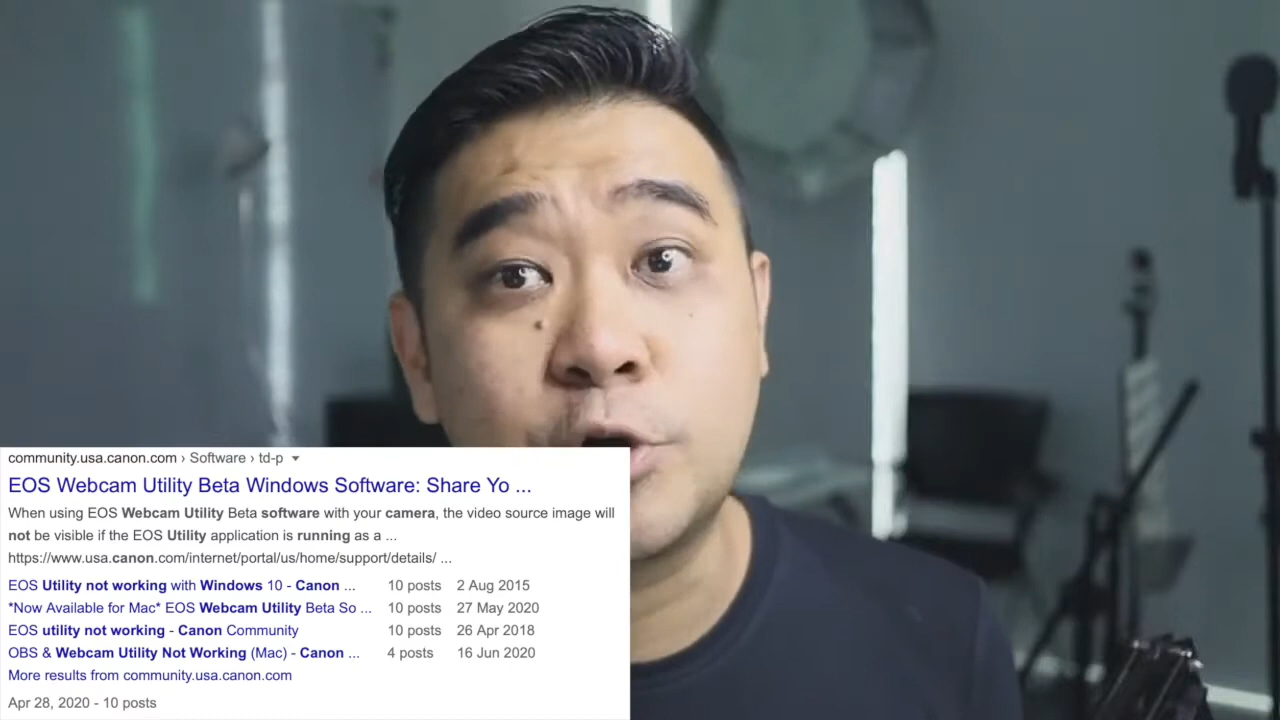 community.usa.canon.com › Software › td-p
EOS Webcam Utility Beta Windows Software: Share Yo ...
When using EOS Webcam Utility Beta software with your camera, the video source image will
not be visible if the EOS Utility application is running as a ...
https://www.usa.canon.com/internet/portal/us/home/support/details/ ...
EOS Utility not working with Windows 10 - Canon ... 10 posts 2 Aug 2015
*Now Available for Mac* EOS Webcam Utility Beta So ... 10 posts 27 May 2020
EOS utility not working - Canon Community 10 posts 26 Apr 2018
OBS & Webcam Utility Not Working (Mac) - Canon ... 4 posts 16 Jun 2020
More results from community.usa.canon.com
Apr 28, 2020 - 10 posts